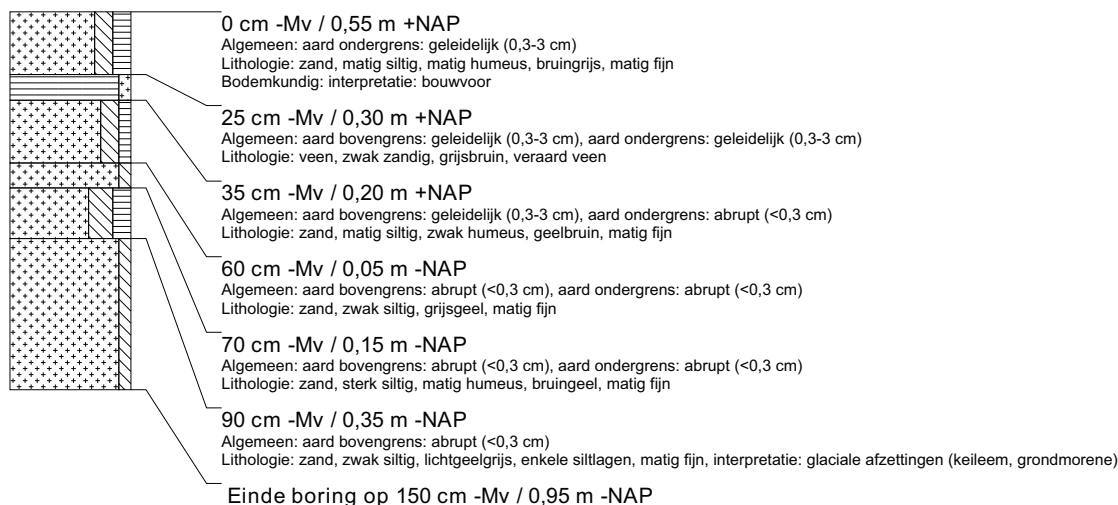 0 cm -Mv / 0,55 m +NAP
Algemeen: aard ondergrens: geleidelijk (0,3-3 cm)
Lithologie: zand, matig siltig, matig humeus, bruingrijs, matig fijn
Bodemkundig: interpretatie: bouwvoor
25 cm -Mv / 0,30 m +NAP
Algemeen: aard bovengrens: geleidelijk (0,3-3 cm), aard ondergrens: geleidelijk (0,3-3 cm)
Lithologie: veen, zwak zandig, grijsbruin, veraard veen
35 cm -Mv / 0,20 m +NAP
Algemeen: aard bovengrens: geleidelijk (0,3-3 cm), aard ondergrens: abrupt (<0,3 cm)
Lithologie: zand, matig siltig, zwak humeus, geelbruin, matig fijn
60 cm -Mv / 0,05 m -NAP
Algemeen: aard bovengrens: abrupt (<0,3 cm), aard ondergrens: abrupt (<0,3 cm)
Lithologie: zand, zwak siltig, grijsgeel, matig fijn
70 cm -Mv / 0,15 m -NAP
Algemeen: aard bovengrens: abrupt (<0,3 cm), aard ondergrens: abrupt (<0,3 cm)
Lithologie: zand, sterk siltig, matig humeus, bruingeel, matig fijn
90 cm -Mv / 0,35 m -NAP
Algemeen: aard bovengrens: abrupt (<0,3 cm)
Lithologie: zand, zwak siltig, lichtgeelgrijs, enkele siltlagen, matig fijn, interpretatie: glaciale afzettingen (keileem, grondmorene)
Einde boring op 150 cm -Mv / 0,95 m -NAP